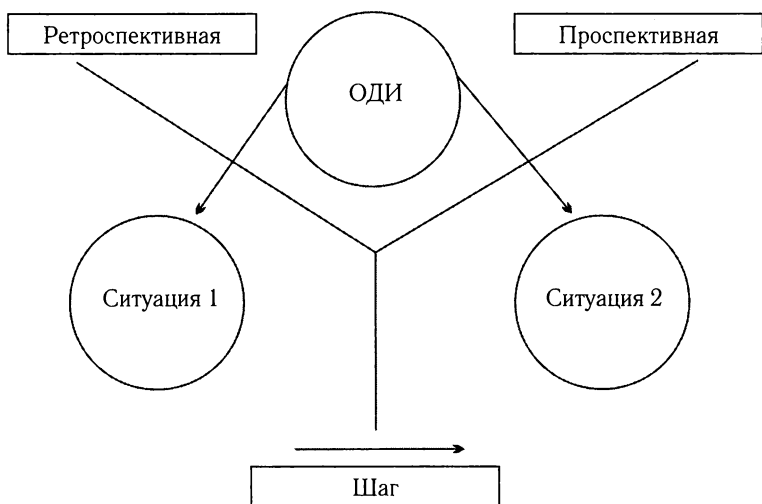 Ретроспективная
ОДИ
Проспективная
Ситуация 1
Ситуация 2
Шаг